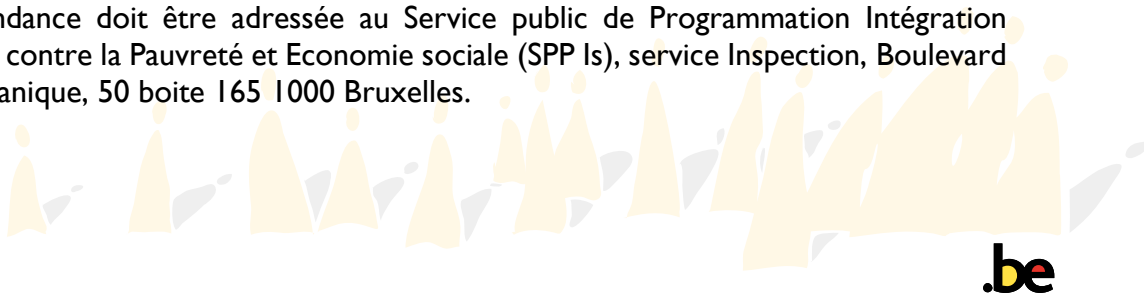 ndance doit être adressée au Service public de Programmation Intégration
contre la Pauvreté et Economie sociale (SPP Is), service Inspection, Boulevard
anique, 50 boite 165 1000 Bruxelles.
.be